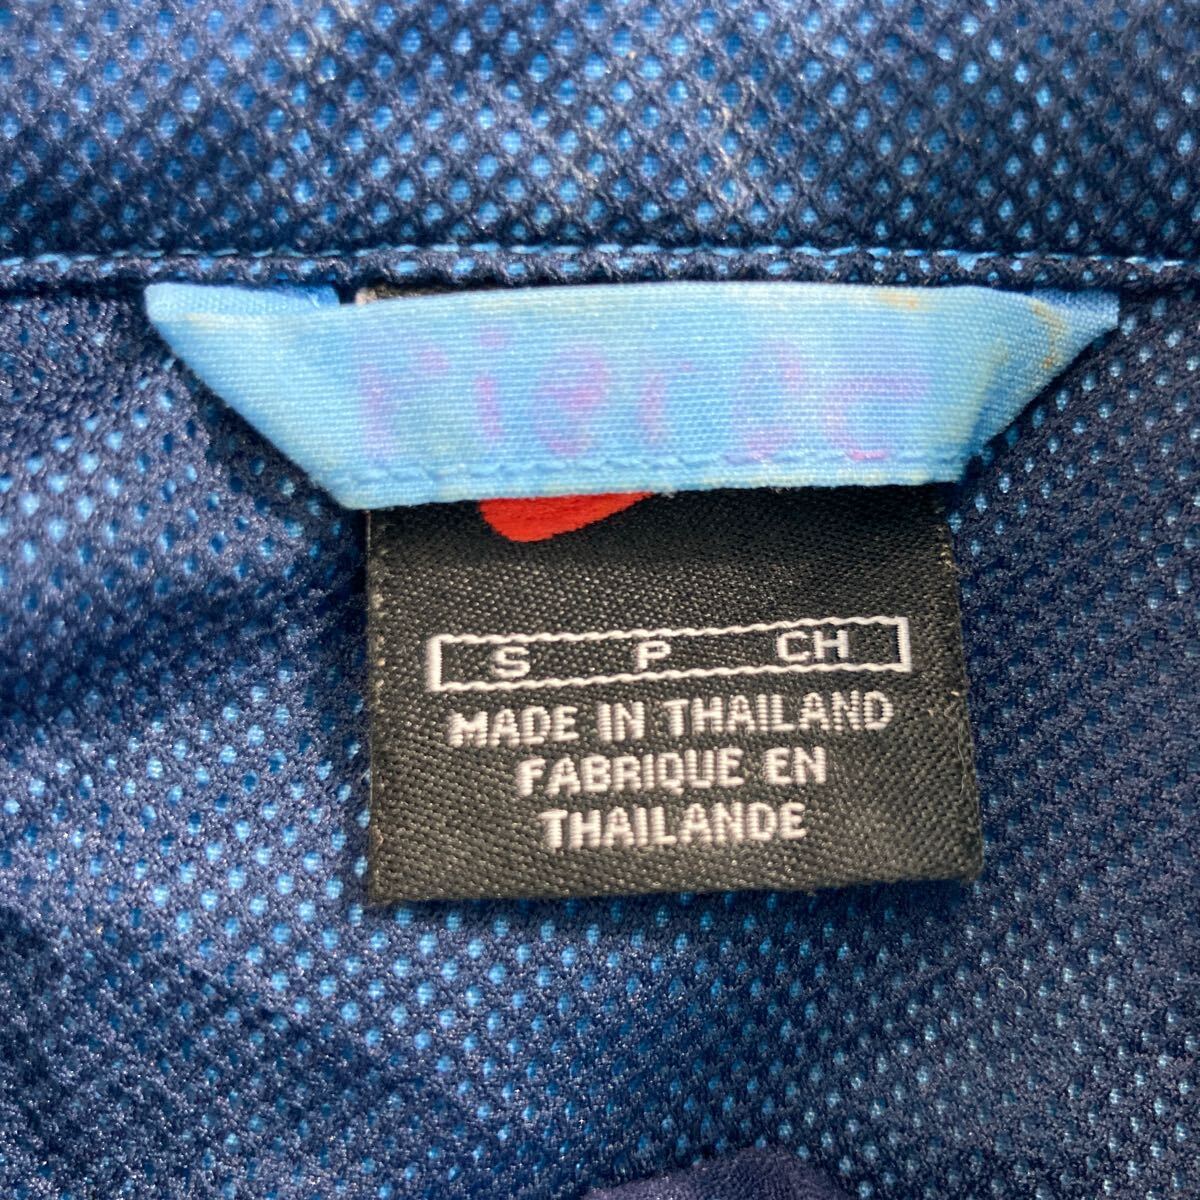 S P CH
MADE IN THAILAND
FABRIQUE EN
THAILANDE